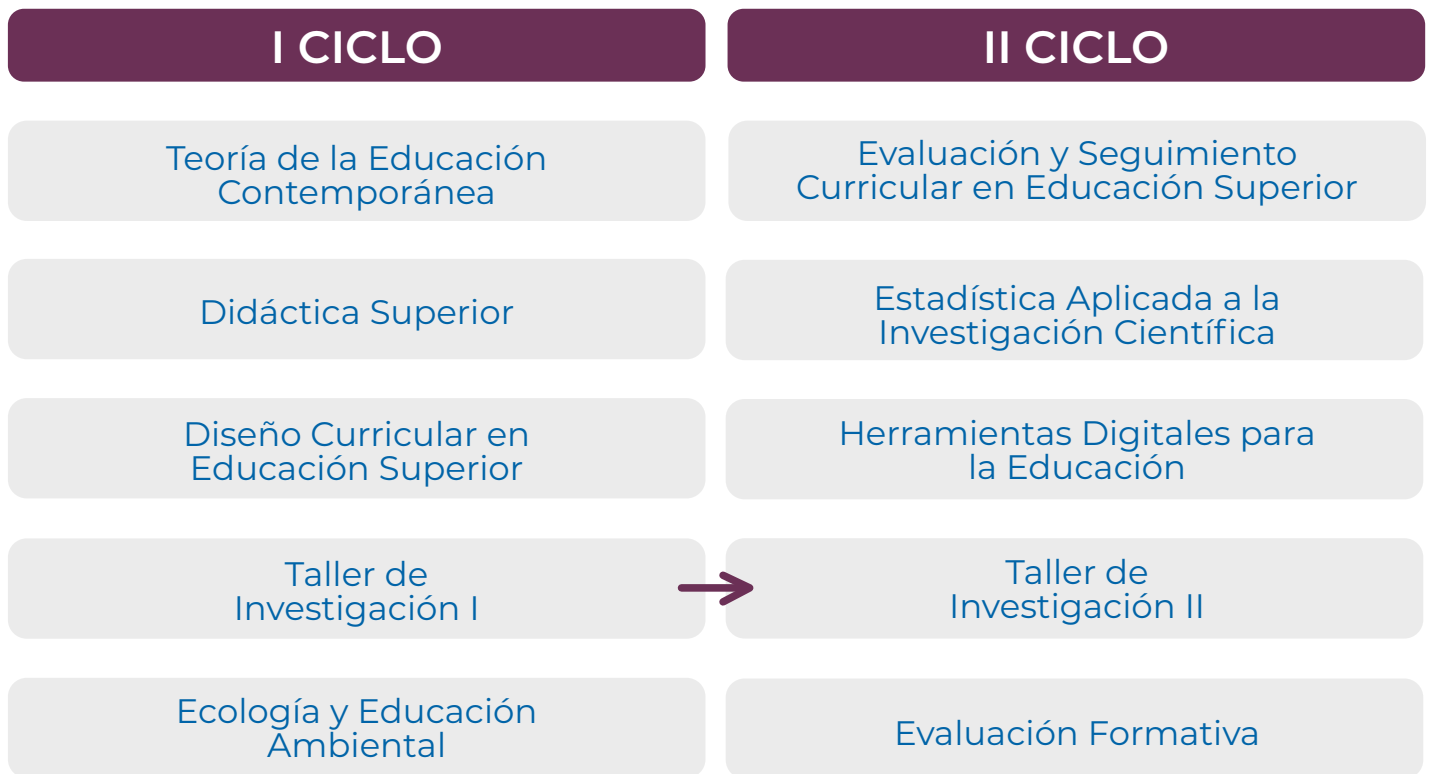 I CICLO
Teoría de la Educación
Contemporánea
Didáctica Superior
Diseño Curricular en
Educación Superior
Taller de
Investigación I
Ecología y Educación
Ambiental
II CICLO
Evaluación y Seguimiento
Curricular en Educación Superior
Estadística Aplicada a la
Investigación Científica
Herramientas Digitales para
la Educación
Taller de
Investigación II
Evaluación Formativa